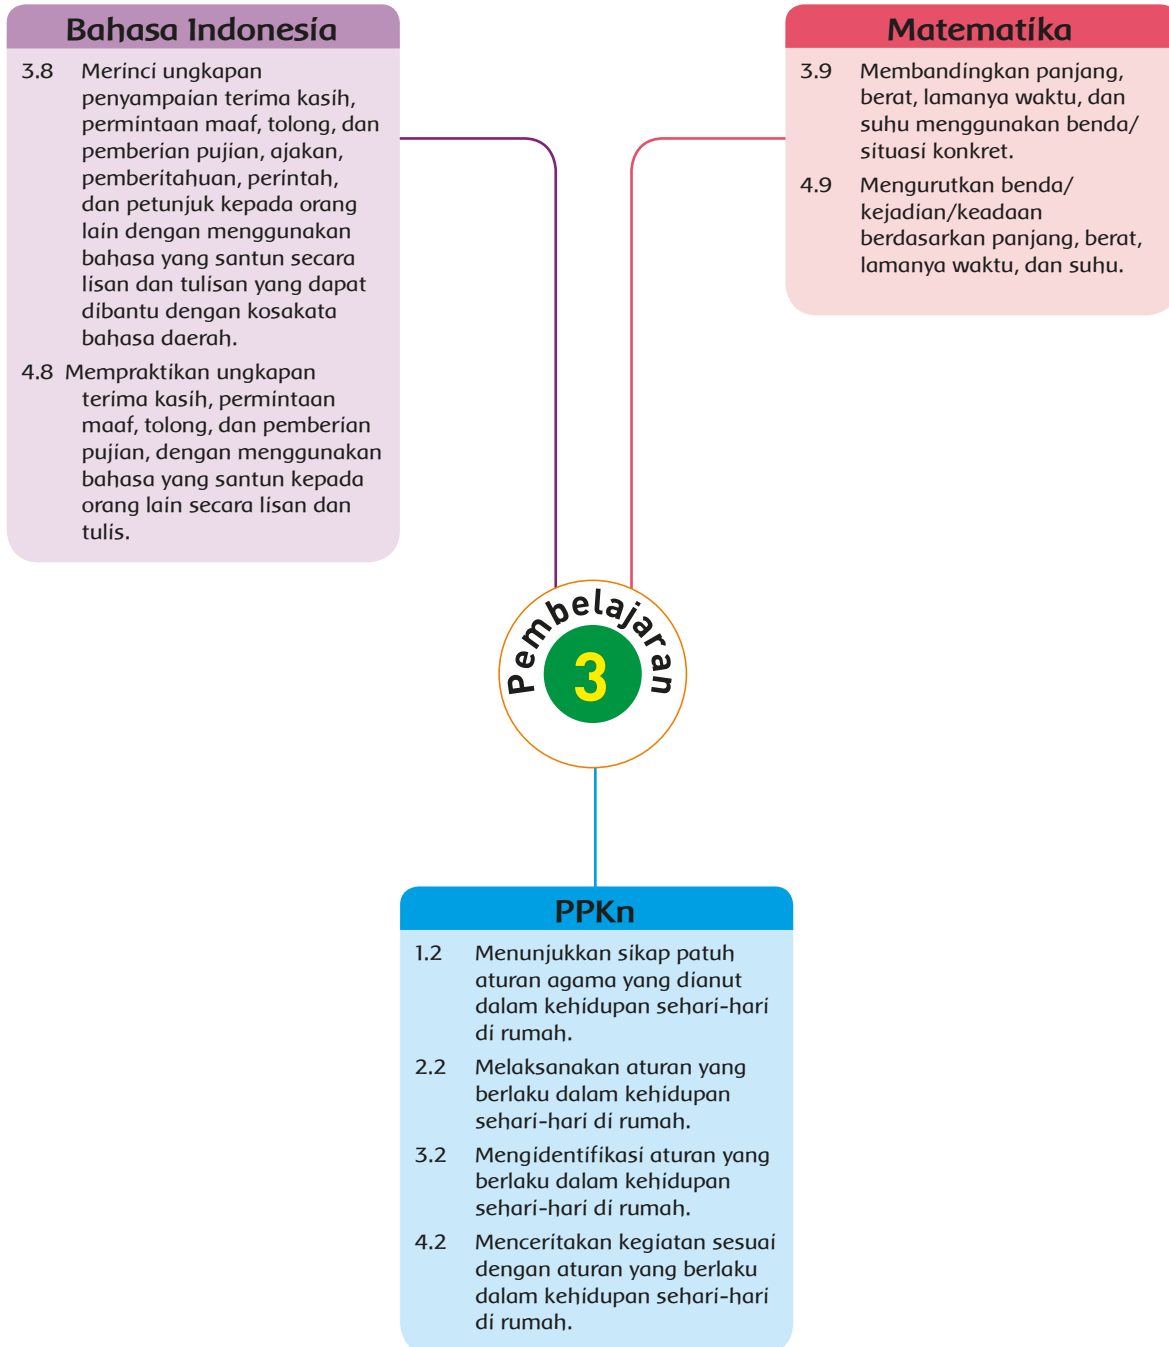 Bahasa Indonesia
3.8 Merinci ungkapan
penyampaian terima kasih,
permintaan maaf, tolong, dan
pemberian pujian, ajakan,
pemberitahuan, perintah,
dan petunjuk kepada orang
lain dengan menggunakan
bahasa yang santun secara
lisan dan tulisan yang dapat
dibantu dengan kosakata
bahasa daerah.
4.8 Mempraktikan ungkapan
terima kasih, permintaan
maaf, tolong, dan pemberian
pujian, dengan menggunakan
bahasa yang santun kepada
orang lain secara lisan dan
tulis.
Matematika
3.9 Membandingkan panjang,
berat, lamanya waktu, dan
suhu menggunakan benda/
situasi konkret.
4.9 Mengurutkan benda/
kejadian/keadaan
berdasarkan panjang, berat,
lamanya waktu, dan suhu.
Pembelajaran
3
PPKn
1.2 Menunjukkan sikap patuh
aturan agama yang dianut
dalam kehidupan sehari-hari
di rumah.
2.2 Melaksanakan aturan yang
berlaku dalam kehidupan
sehari-hari di rumah.
3.2 Mengidentifikasi aturan yang
berlaku dalam kehidupan
sehari-hari di rumah.
4.2 Menceritakan kegiatan sesuai
dengan aturan yang berlaku
dalam kehidupan sehari-hari
di rumah.